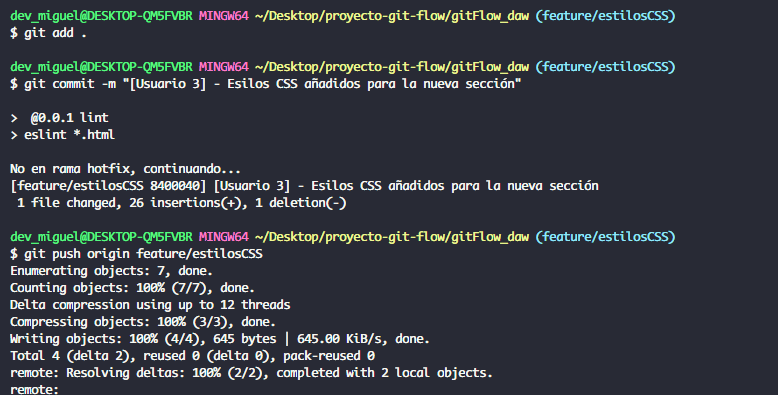 dev_miguel@DESKTOP-QM5FVBR MINGW64 ~/Desktop/proyecto-git-flow/gitFlow_daw (feature/estilosCSS)
$ git add .
dev_miguel@DESKTOP-QM5FVBR MINGW64 ~/Desktop/proyecto-git-flow/gitFlow_daw (feature/estilosCSS)
$ git commit -m "[Usuario 3] - Esilos CSS añadidos para la nueva sección"
>  @0.0.1 lint
> eslint *.html
No en rama hotfix, continuando...
[feature/estilosCSS 8400040] [Usuario 3] - Esilos CSS añadidos para la nueva sección
 1 file changed, 26 insertions(+), 1 deletion(-)
dev_miguel@DESKTOP-QM5FVBR MINGW64 ~/Desktop/proyecto-git-flow/gitFlow_daw (feature/estilosCSS)
$ git push origin feature/estilosCSS
Enumerating objects: 7, done.
Counting objects: 100% (7/7), done.
Delta compression using up to 12 threads
Compressing objects: 100% (3/3), done.
Writing objects: 100% (4/4), 645 bytes | 645.00 KiB/s, done.
Total 4 (delta 2), reused 0 (delta 0), pack-reused 0
remote: Resolving deltas: 100% (2/2), completed with 2 local objects.
remote: